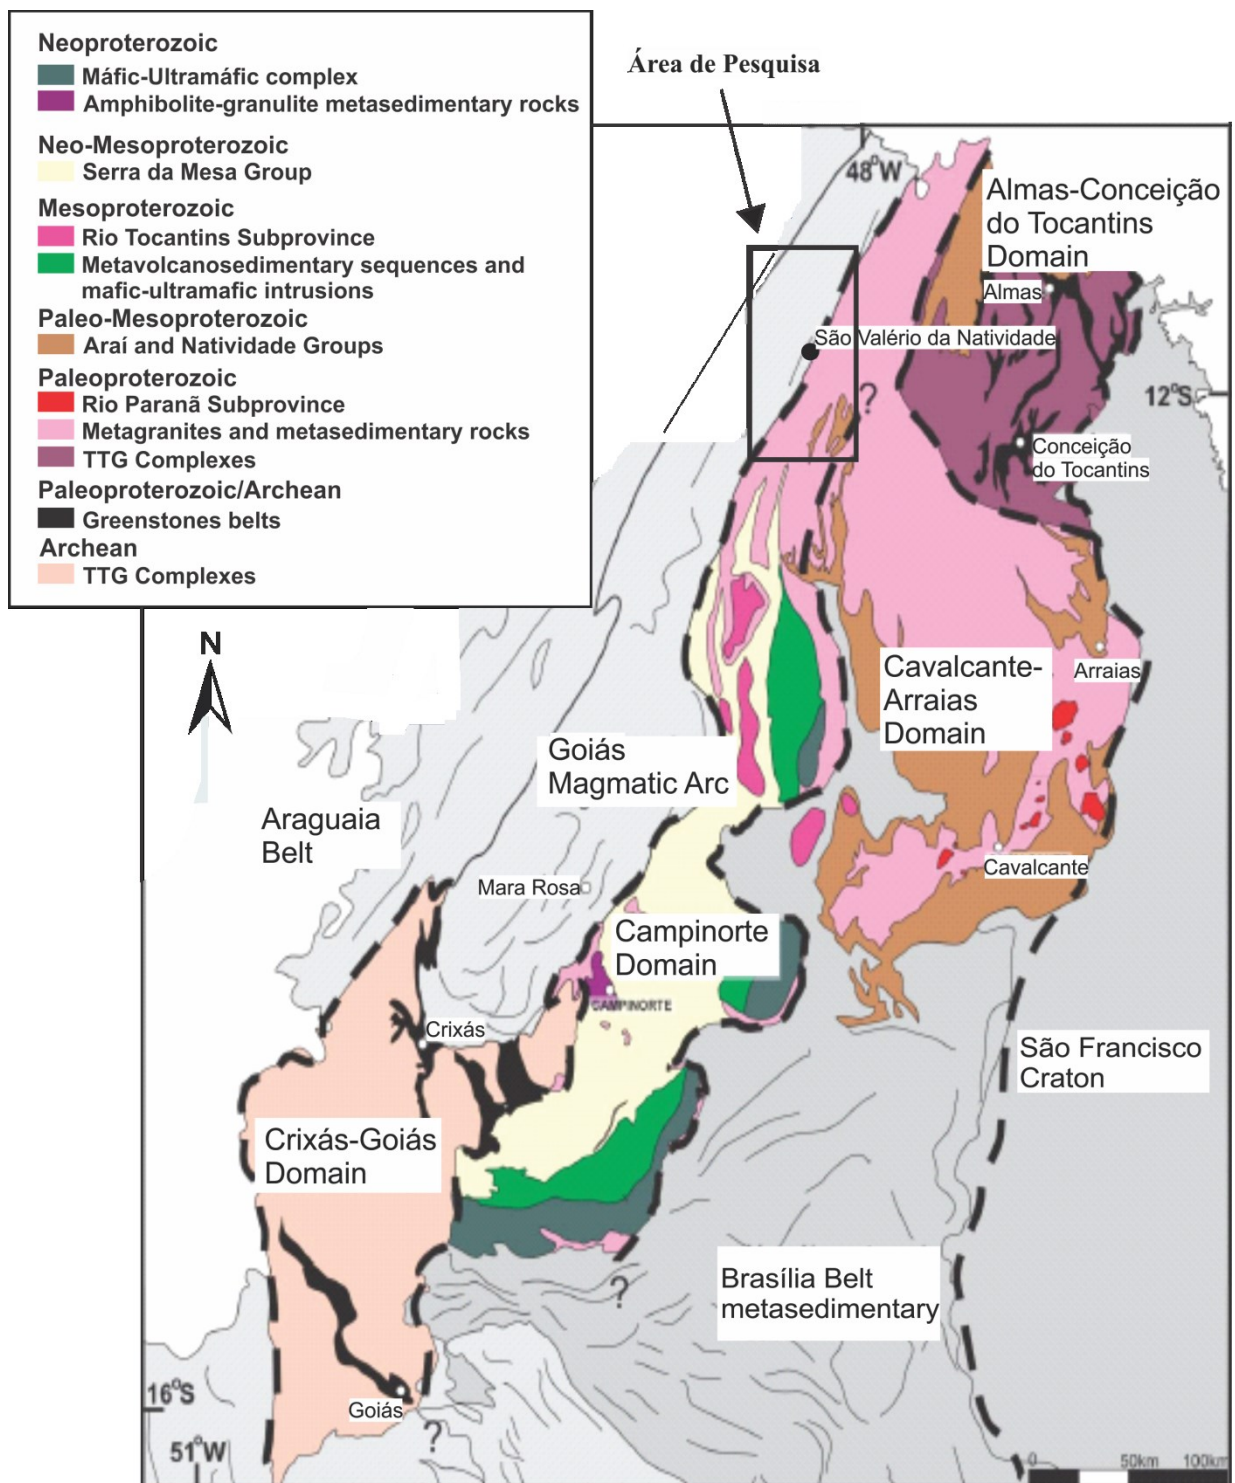 Neoproterozoic
Máfic-Ultramáfic complex
Amphibolite-granulite metasedimentary rocks
Neo-Mesoproterozoic
Serra da Mesa Group
Mesoproterozoic
Rio Tocantins Subprovince
Metavolcanosedimentary sequences and
mafic-ultramafic intrusions
Paleo-Mesoproterozoic
Araí and Natividade Groups
Paleoproterozoic
Rio Paranã Subprovince
Metagranites and metasedimentary rocks
TTG Complexes
Paleoproterozoic/Archean
Greenstones belts
Archean
TTG Complexes
Área de Pesquisa
48°W
Almas-Conceição
do Tocantins
Domain
Almas
São Valério da Natividade
12°S
?
Conceição
do Tocantins
N
Cavalcante-
Arraias
Domain
Arraias
Goiás
Magmatic Arc
Araguaia
Belt
Cavalcante
Mara Rosa
Campinorte
Domain
CAMPINORTE
Crixás
São Francisco
Craton
Crixás-Goiás
Domain
Brasília Belt
metasedimentary
?
16°S
Goiás
?
51°W
0 50km 100km